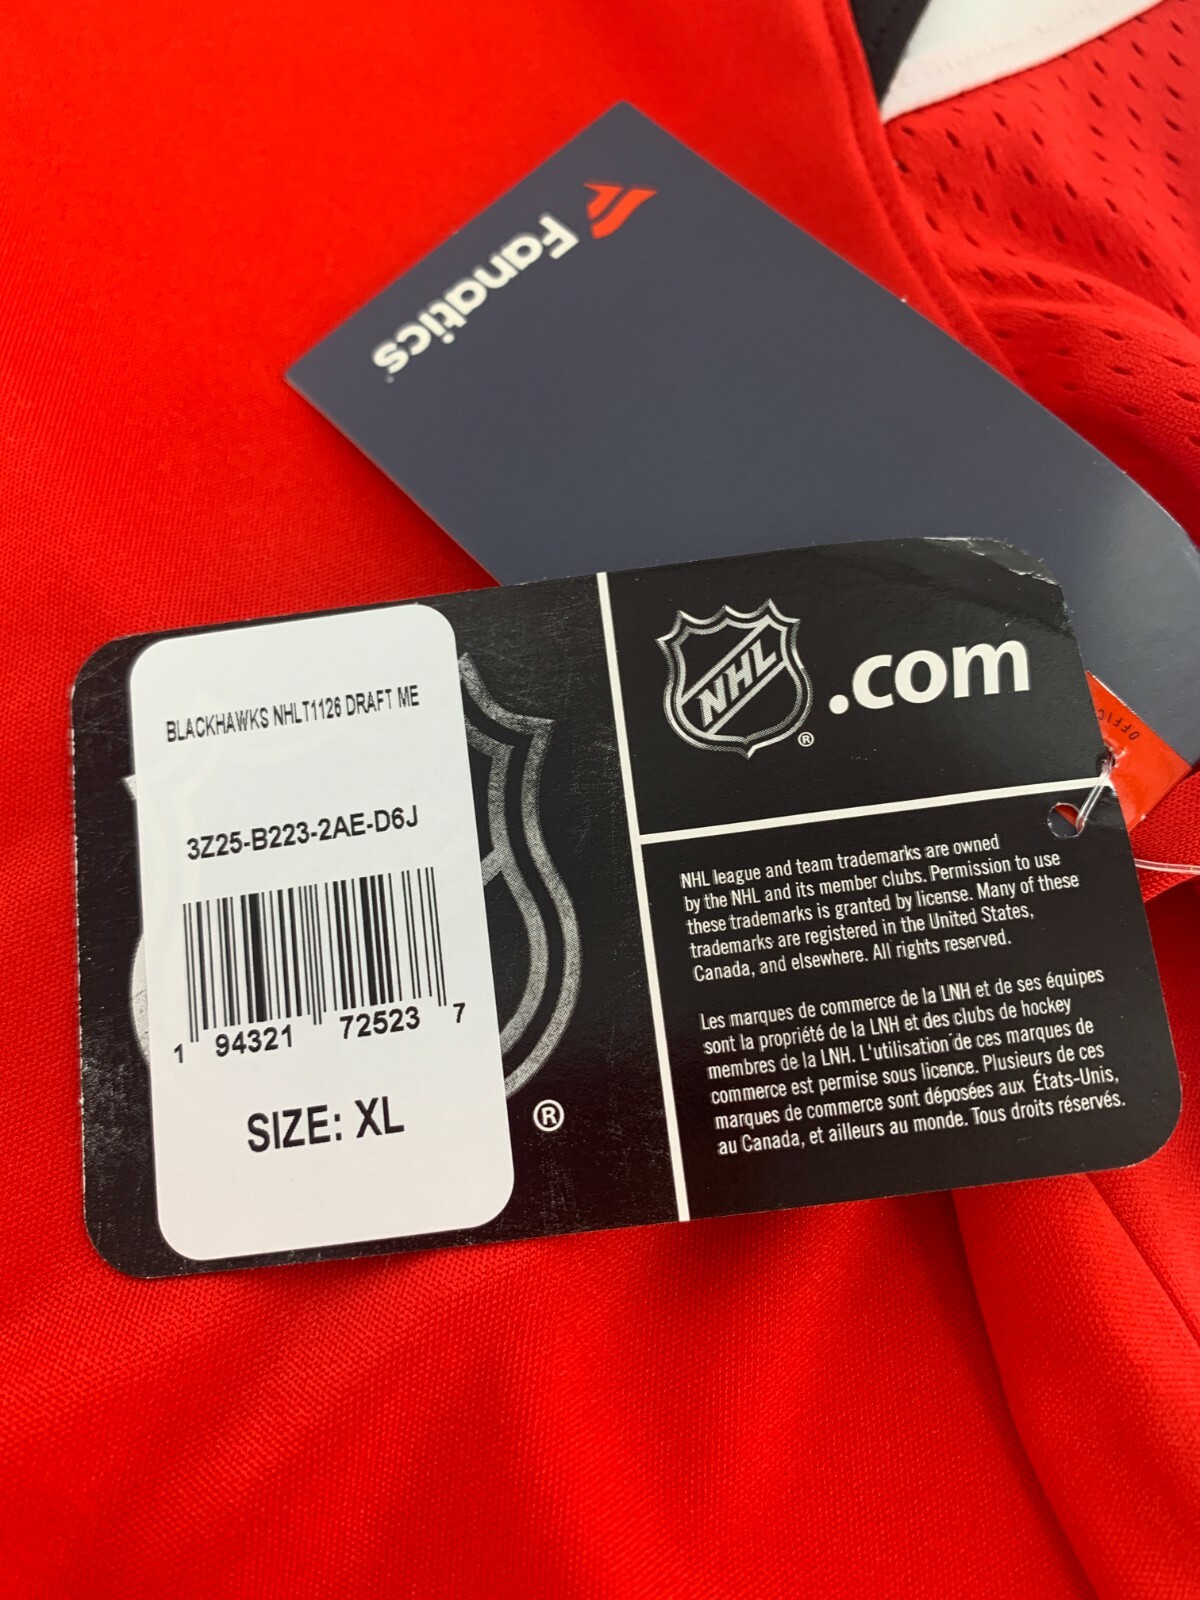 Fanatics
BLACKHAWKS NHLT1126 DRAFT ME
3Z25-B223-2AE-D6J
1 94321 72523 7
SIZE: XL
®
NHL ® .com
NHL league and team trademarks are owned
by the NHL and its member clubs. Permission to use
these trademarks is granted by license. Many of these
trademarks are registered in the United States,
Canada, and elsewhere. All rights reserved.
Les marques de commerce de la LNH et de ses équipes
sont la propriété de la LNH et des clubs de hockey
membres de la LNH. L'utilisation de ces marques de
commerce est permise sous licence. Plusieurs de ces
marques de commerce sont déposées aux États-Unis,
au Canada, et ailleurs au monde. Tous droits réservés.